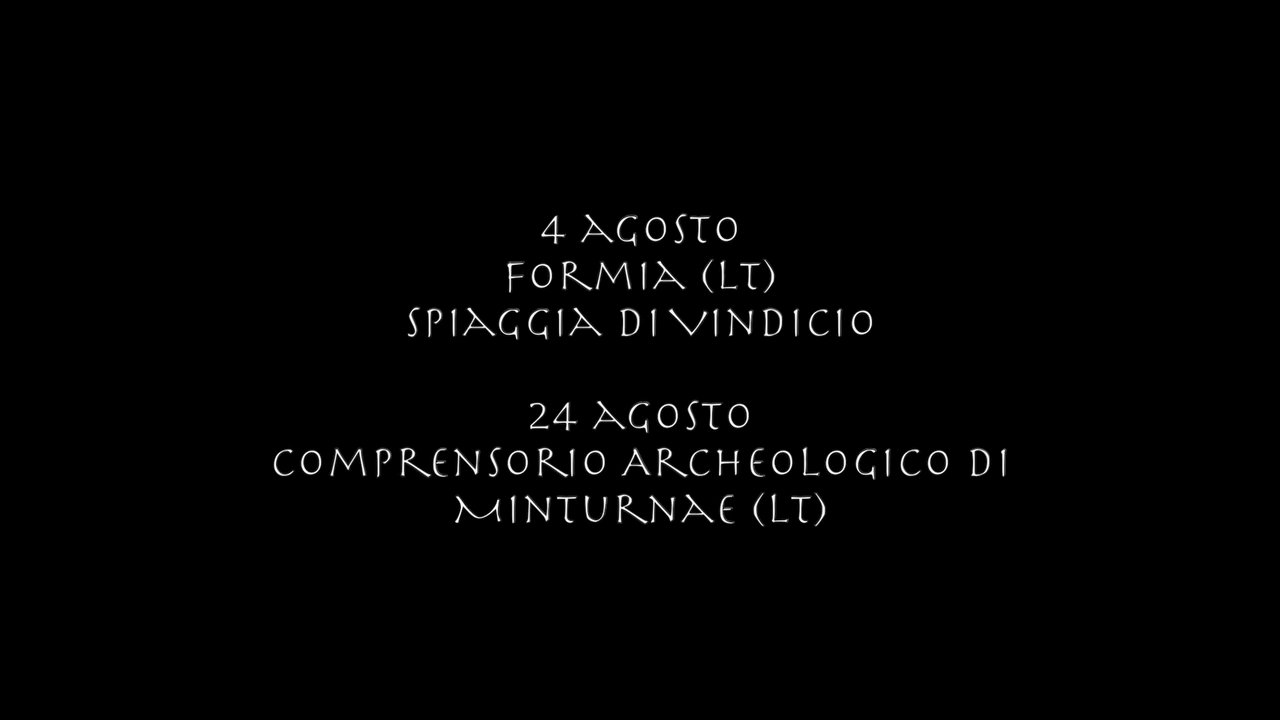 4 AGOSTO
FORMIA (LT)
SPIAGGIA DI VINDICIO
24 AGOSTO
COMPRENSORIO ARCHEOLOGICO DI
MINTURNAE (LT)